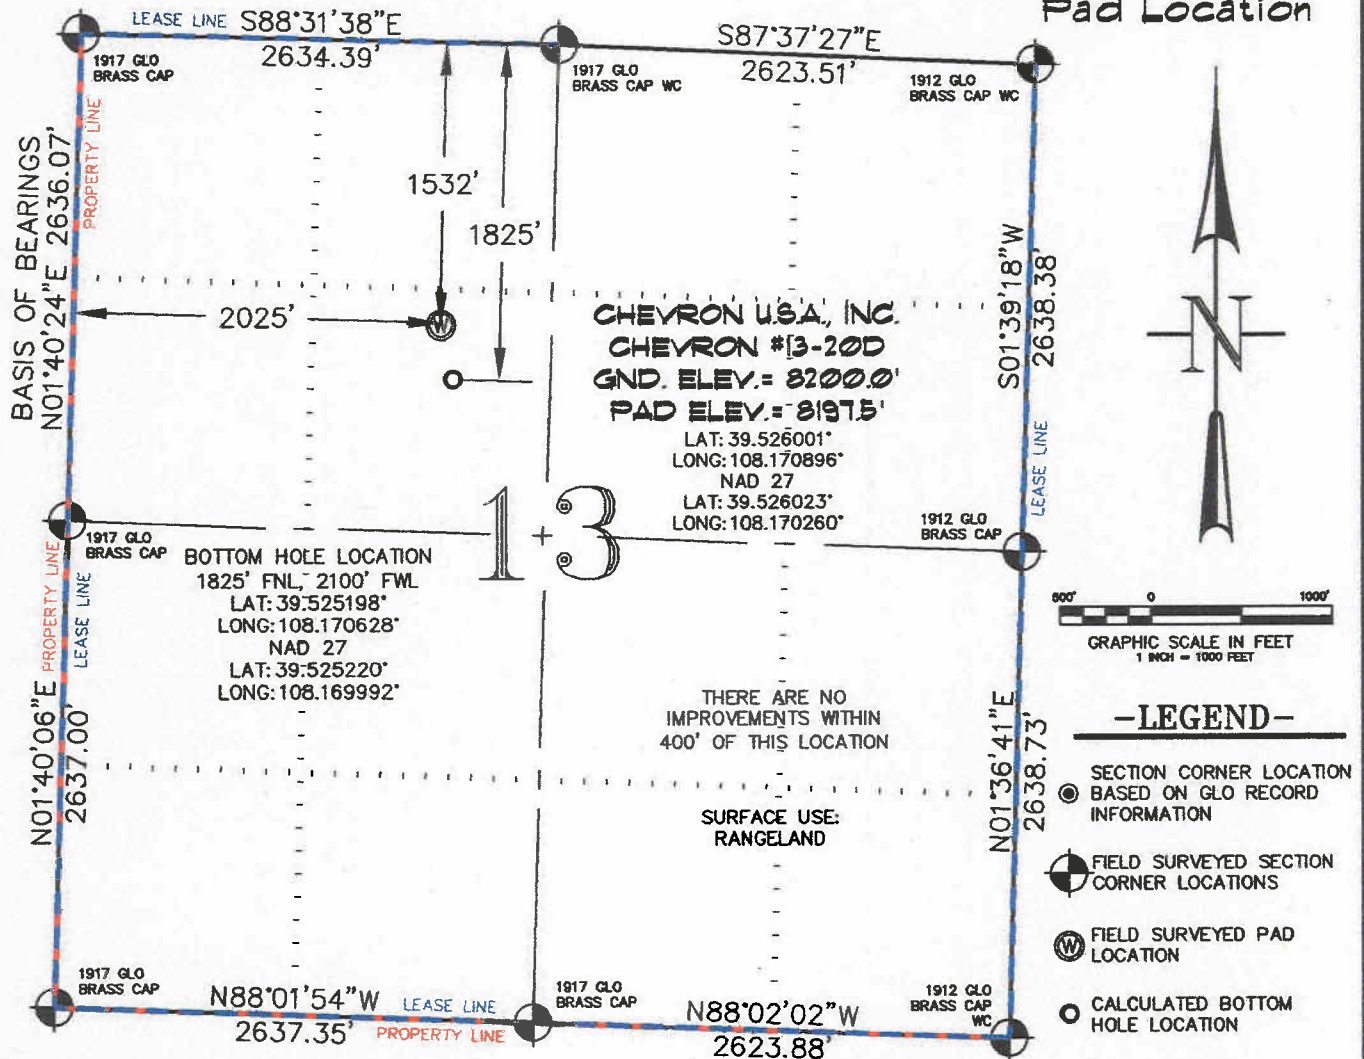 Pad Location
LEASE LINE
S88°31'38"E
2634.39'
S87°37'27"E
2623.51'
1917 GLO
BRASS CAP
1917 GLO
BRASS CAP WC
1912 GLO
BRASS CAP WC
BASIS OF BEARINGS
N01°40'24"E 2636.07'
PROPERTY LINE
1532'
1825'
2025'
W
CHEVRON U.S.A., INC.
CHEVRON #13-20D
GND. ELEV.= 8200.0'
PAD ELEV.= 8197.5'
LAT: 39.526001°
LONG: 108.170896°
NAD 27
LAT: 39.526023°
LONG: 108.170260°
S01°39'18"W
2638.38'
LEASE LINE
N
1917 GLO
BRASS CAP
13
1912 GLO
BRASS CAP
BOTTOM HOLE LOCATION
1825' FNL, 2100' FWL
LAT: 39.525198°
LONG: 108.170628°
NAD 27
LAT: 39.525220°
LONG: 108.169992°
PROPERTY LINE
LEASE LINE
N01°40'06"E
2637.00'
THERE ARE NO
IMPROVEMENTS WITHIN
400' OF THIS LOCATION
SURFACE USE:
RANGELAND
N01°36'41"E
2638.73'
500' 0 1000'
GRAPHIC SCALE IN FEET
1 INCH = 1000 FEET
-LEGEND-
SECTION CORNER LOCATION
BASED ON GLO RECORD
INFORMATION
FIELD SURVEYED SECTION
CORNER LOCATIONS
W FIELD SURVEYED PAD
LOCATION
CALCULATED BOTTOM
HOLE LOCATION
1917 GLO
BRASS CAP
N88°01'54"W
2637.35'
LEASE LINE
PROPERTY LINE
1917 GLO
BRASS CAP
N88°02'02"W
2623.88'
1912 GLO
BRASS CAP
WC